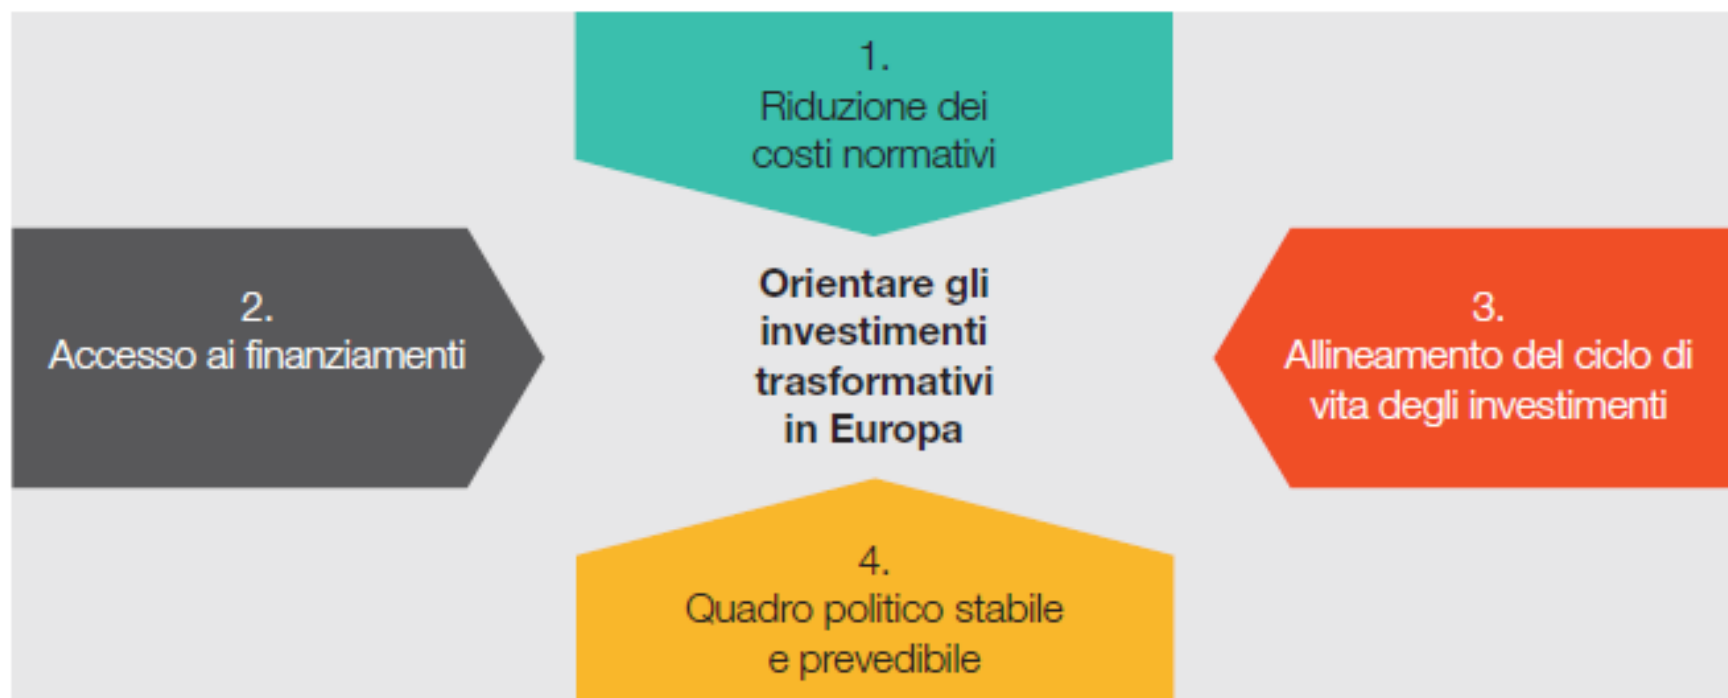 1.
Riduzione dei
costi normativi
2.
Accesso ai finanziamenti
Orientare gli
investimenti
trasformativi
in Europa
3.
Allineamento del ciclo di
vita degli investimenti
4.
Quadro politico stabile
e prevedibile